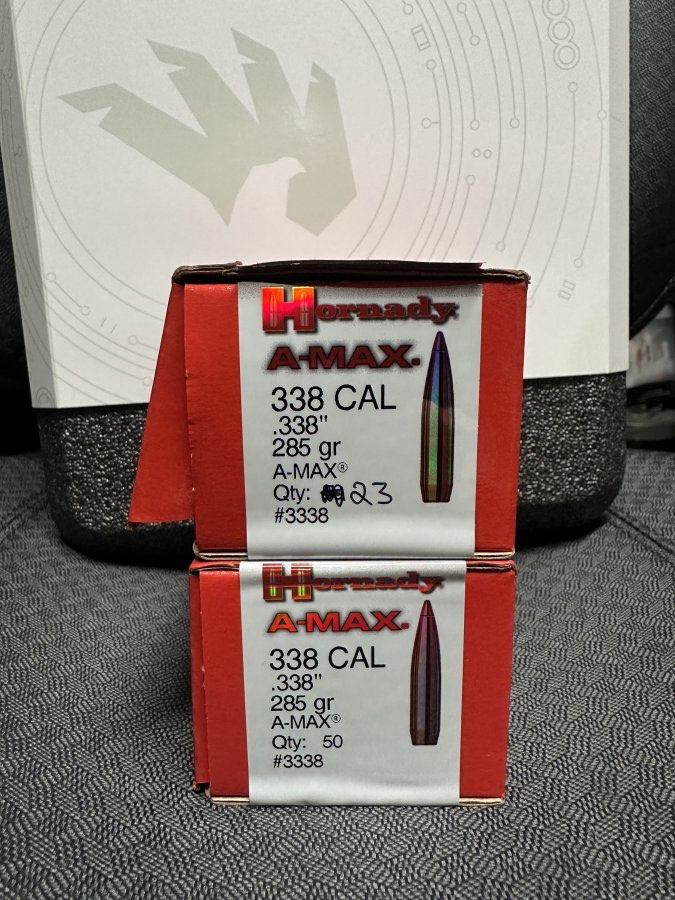 Hornady
A-MAX.
338 CAL
.338"
285 gr
A-MAX®
Qty: 23
#3338
Hornady
A-MAX.
338 CAL
.338"
285 gr
A-MAX®
Qty: 50
#3338